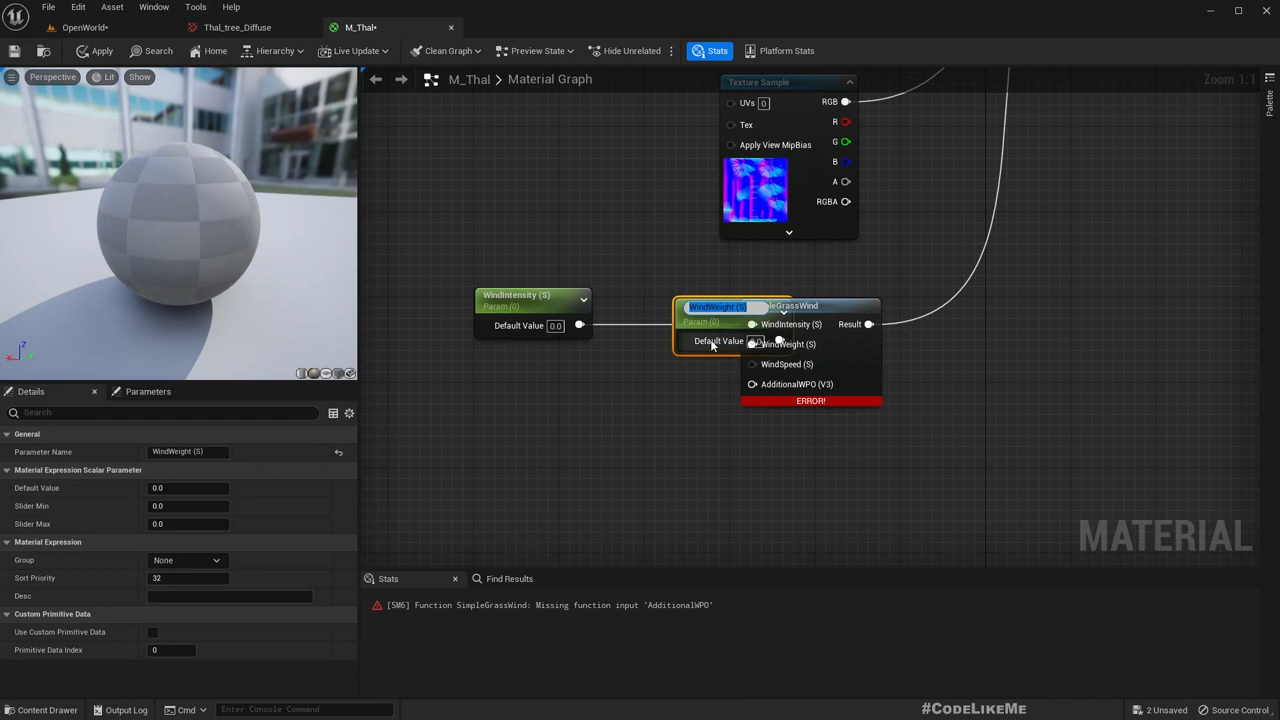 File Edit Asset Window Tools Help
OpenWorld* Thal_tree_Diffuse M_Thal*
Apply Search Home Hierarchy Live Update Clean Graph Preview State Hide Unrelated Stats Platform Stats
Perspective Lit Show
M_Thal Material Graph Zoom 1:1
Palette
Texture Sample
UVs 0 RGB
R
Tex
G
Apply View MipBias
B
A
RGBA
WindIntensity (S)
Param (0)
Default Value 0.0
WindWeight (S)
Param (0)
Default Value
WindIntensity (S) Result
WindWeight (S)
WindSpeed (S)
AdditionalWPO (V3)
ERROR!
MATERIAL
Z
X
Y
Details Parameters
Search
General
Parameter Name WindWeight (S)
Material Expression Scalar Parameter
Default Value 0.0
Slider Min 0.0
Slider Max 0.0
Material Expression
Group None
Sort Priority 32
Desc
Custom Primitive Data
Use Custom Primitive Data
Primitive Data Index 0
Stats Find Results
[SM6] Function SimpleGrassWind: Missing function input 'AdditionalWPO'
Content Drawer Output Log Cmd Enter Console Command
#CodeLikeMe
2 Unsaved Source Control